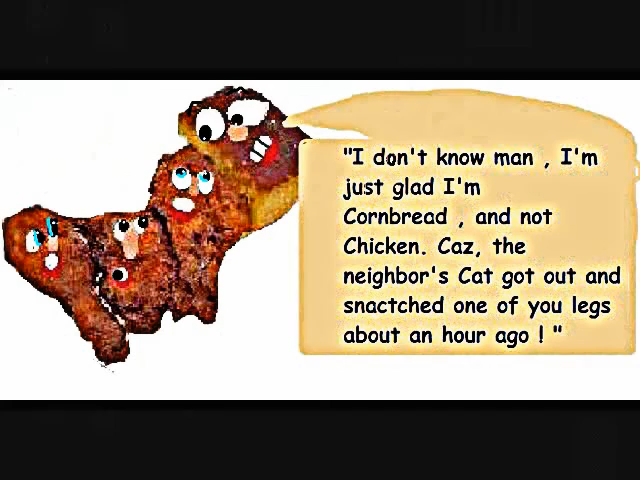 "I don't know man , I'm
just glad I'm
Cornbread , and not
Chicken. Caz, the
neighbor's Cat got out and
snactched one of you legs
about an hour ago ! "